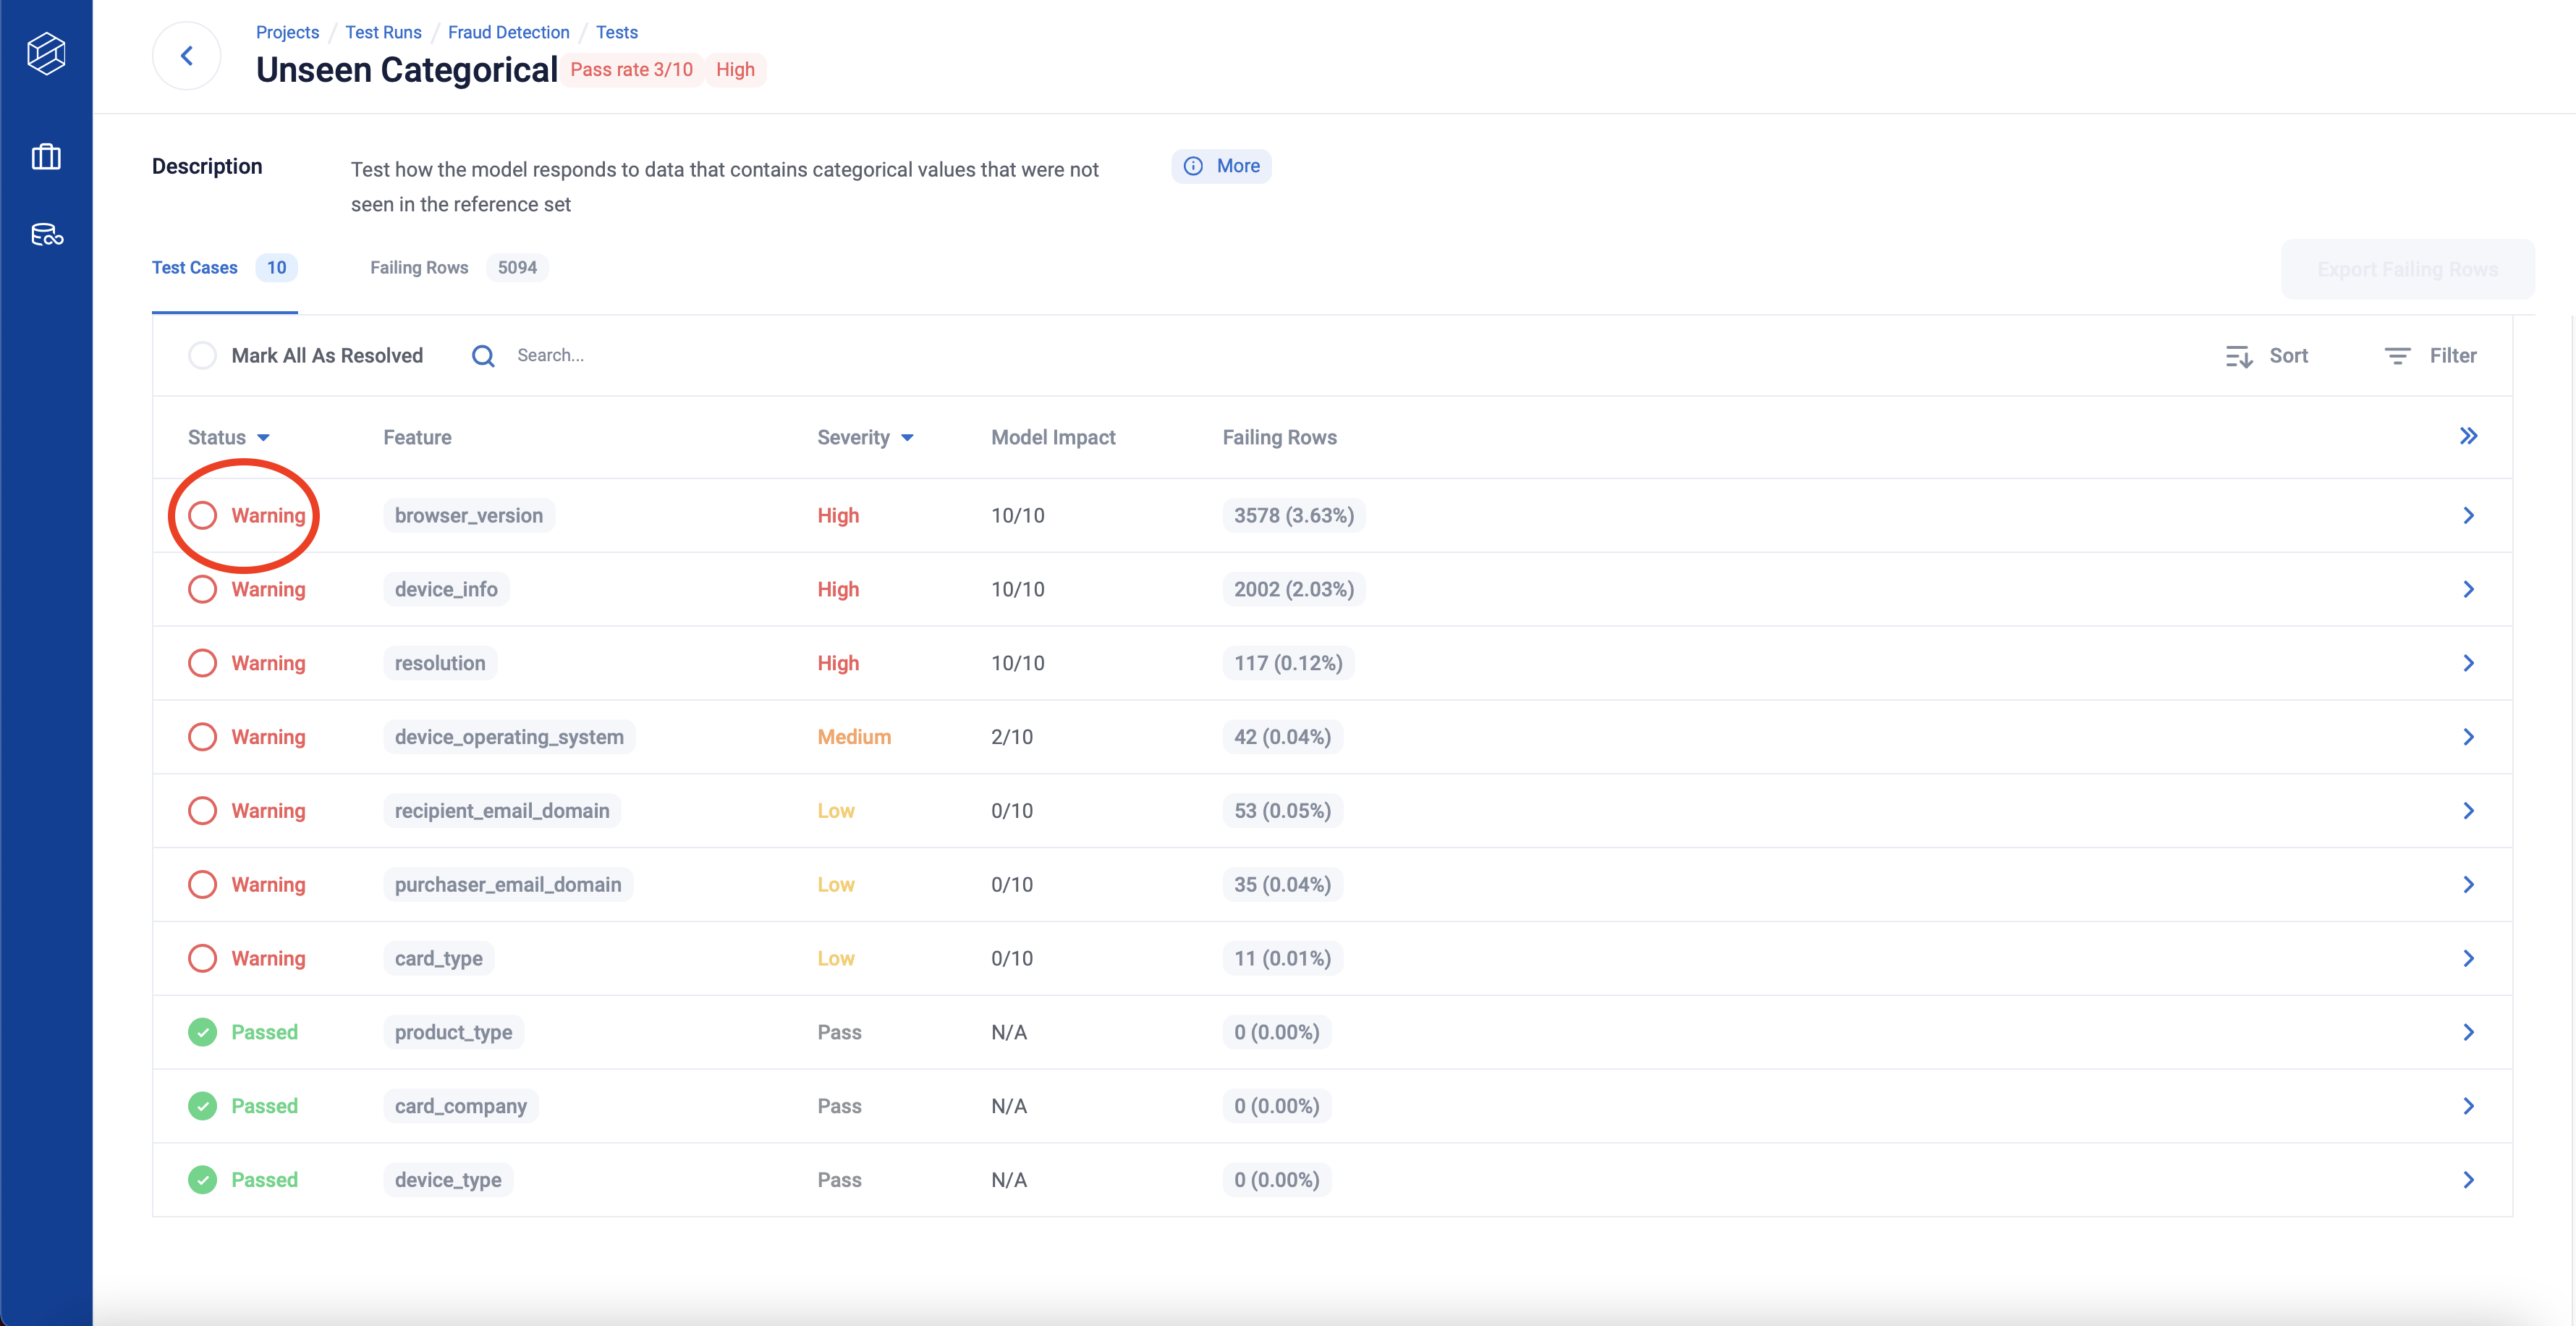 Projects / Test Runs / Fraud Detection / Tests
Unseen Categorical Pass rate 3/10 High
Description Test how the model responds to data that contains categorical values that were not More
seen in the reference set
Test Cases 10 Failing Rows 5094 Export Failing Rows
Mark All As Resolved Search... Sort Filter
Status Feature Severity Model Impact Failing Rows
Warning browser_version High 10/10 3578 (3.63%)
Warning device_info High 10/10 2002 (2.03%)
Warning resolution High 10/10 117 (0.12%)
Warning device_operating_system Medium 2/10 42 (0.04%)
Warning recipient_email_domain Low 0/10 53 (0.05%)
Warning purchaser_email_domain Low 0/10 35 (0.04%)
Warning card_type Low 0/10 11 (0.01%)
Passed product_type Pass N/A 0 (0.00%)
Passed card_company Pass N/A 0 (0.00%)
Passed device_type Pass N/A 0 (0.00%)